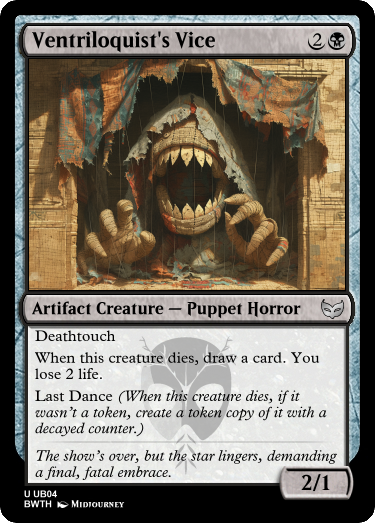 Ventriloquist's Vice 2
Artifact Creature — Puppet Horror
Deathtouch
When this creature dies, draw a card. You
lose 2 life.
Last Dance (When this creature dies, if it
wasn't a token, create a token copy of it with a
decayed counter.)
The show's over, but the star lingers, demanding
a final, fatal embrace.
2/1
U UB04
BWTH Midjourney